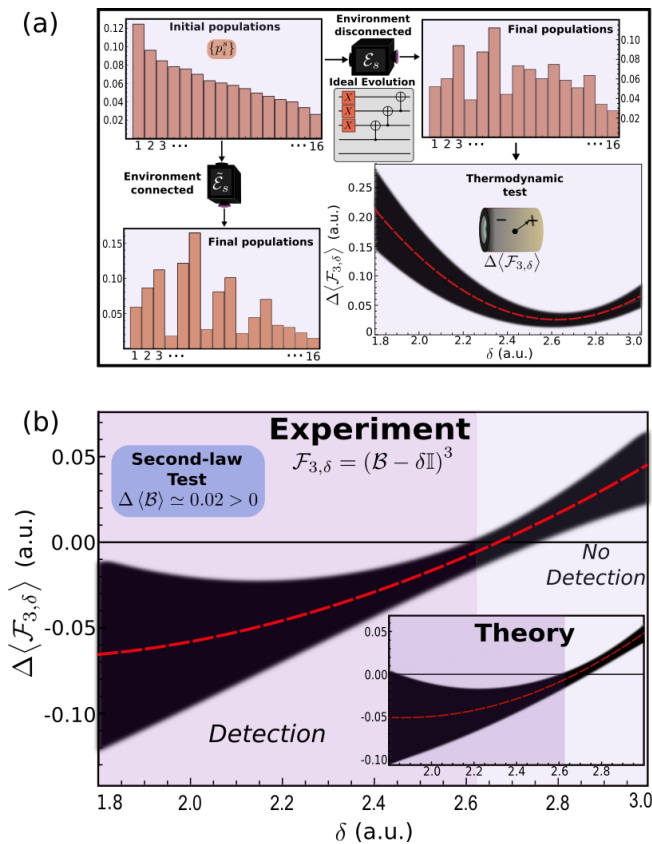 (a)
Initial populations
{p_i^s}
0.12
0.10
0.08
0.06
0.04
0.02
1 2 3 ··· ··· 16
Environment
disconnected
ℰ_s
Ideal Evolution
X
X
X
Final populations
0.10
0.08
0.06
0.04
0.02
1 2 3 ··· ··· 16
Environment
connected
ℰ̃_s
Final populations
0.15
0.10
0.05
1 2 3 ··· ··· 16
Thermodynamic
test
− +
Δ⟨ℱ_{3,δ}⟩
Δ⟨ℱ_{3,δ}⟩ (a.u.)
0.25
0.20
0.15
0.10
0.05
0
1.8 2.0 2.2 2.4 2.6 2.8 3.0
δ (a.u.)
(b)
Experiment
ℱ_{3,δ} = (ℬ − δ𝕀)^3
Second-law
Test
Δ ⟨ℬ⟩ ≃ 0.02 > 0
No
Detection
Detection
Δ⟨ℱ_{3,δ}⟩ (a.u.)
0.05
0.00
-0.05
-0.10
1.8 2.0 2.2 2.4 2.6 2.8 3.0
δ (a.u.)
Theory
0.05
0.00
-0.05
-0.10
2.0 2.2 2.4 2.6 2.8